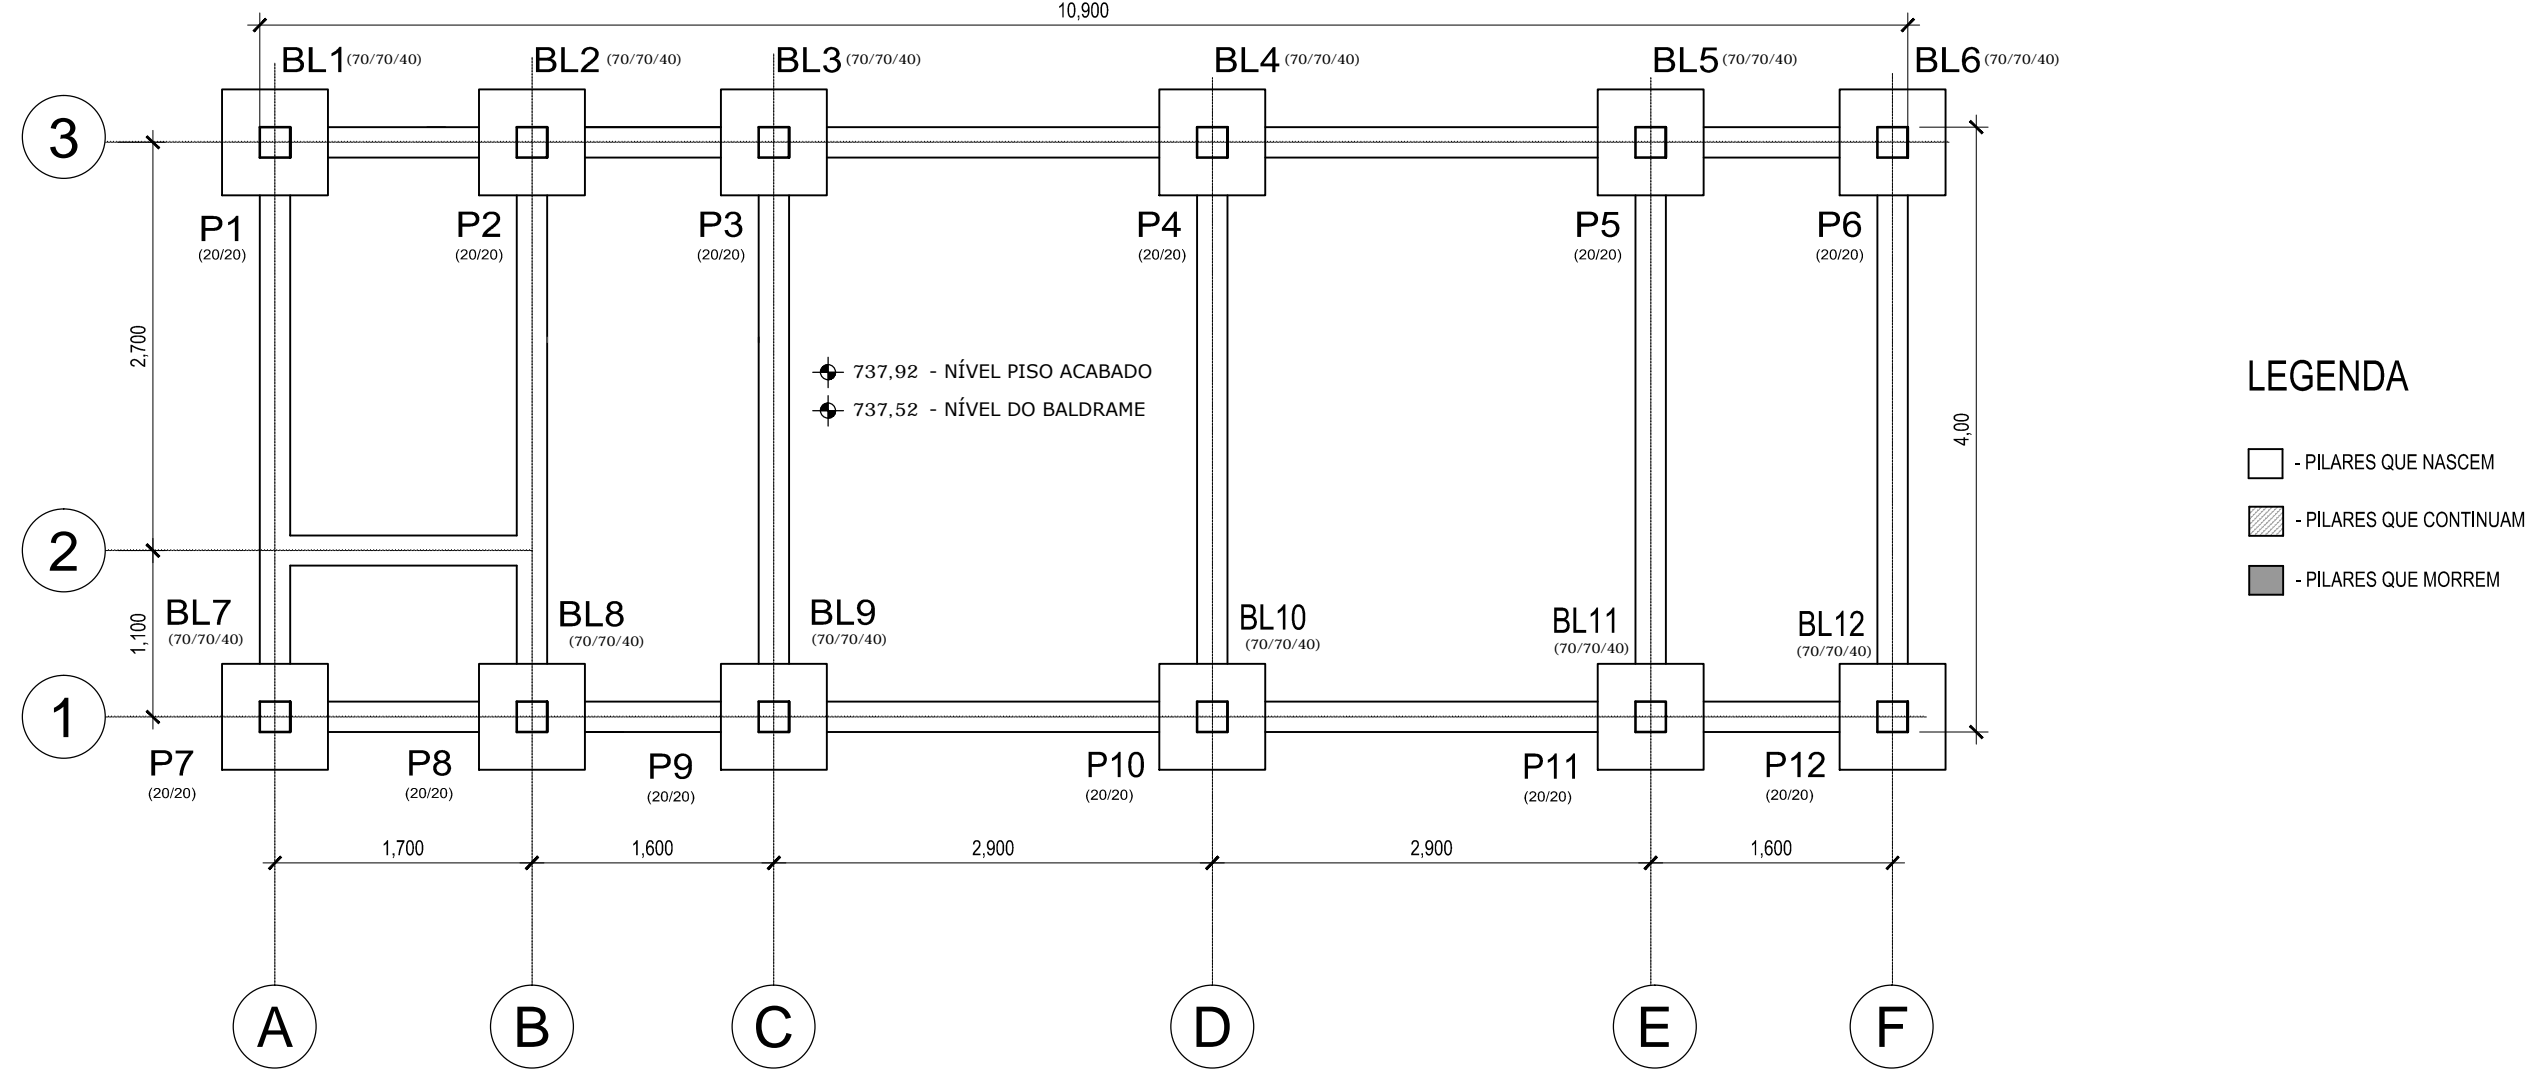 10,900
BL1 (70/70/40)
BL2 (70/70/40)
BL3 (70/70/40)
BL4 (70/70/40)
BL5 (70/70/40)
BL6 (70/70/40)
3
P1
(20/20)
P2
(20/20)
P3
(20/20)
P4
(20/20)
P5
(20/20)
P6
(20/20)
2,700
737,92 - NÍVEL PISO ACABADO
737,52 - NÍVEL DO BALDRAME
4,00
LEGENDA
- PILARES QUE NASCEM
- PILARES QUE CONTINUAM
- PILARES QUE MORREM
2
1,100
BL7
(70/70/40)
BL8
(70/70/40)
BL9
(70/70/40)
BL10
(70/70/40)
BL11
(70/70/40)
BL12
(70/70/40)
1
P7
(20/20)
P8
(20/20)
P9
(20/20)
P10
(20/20)
P11
(20/20)
P12
(20/20)
1,700
1,600
2,900
2,900
1,600
A
B
C
D
E
F